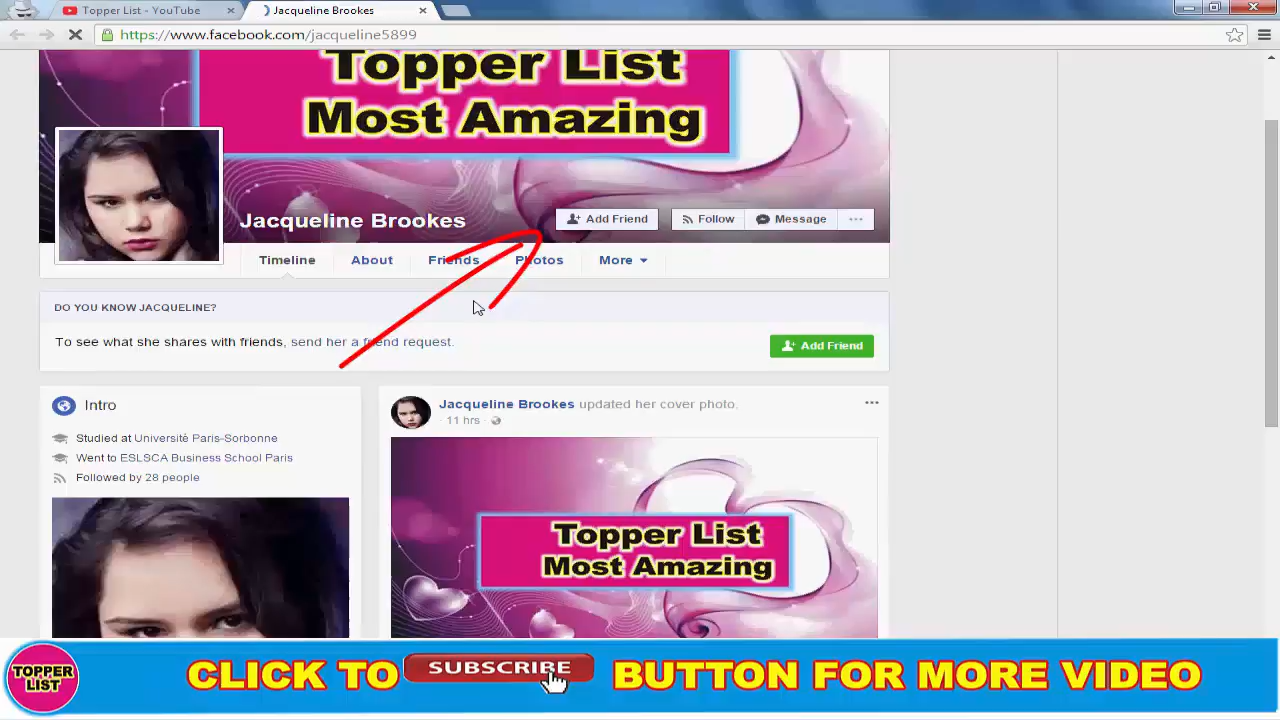 Topper List - YouTube
Jacqueline Brookes
https://www.facebook.com/jacqueline5899
Topper List
Most Amazing
Jacqueline Brookes
Add Friend
Follow
Message
Timeline
About
Friends
Photos
More
DO YOU KNOW JACQUELINE?
To see what she shares with friends, send her a friend request.
Add Friend
Intro
Studied at Université Paris-Sorbonne
Went to ESLSCA Business School Paris
Followed by 28 people
Jacqueline Brookes updated her cover photo.
11 hrs
Topper List
Most Amazing
TOPPER
LIST
CLICK TO SUBSCRIBE BUTTON FOR MORE VIDEO